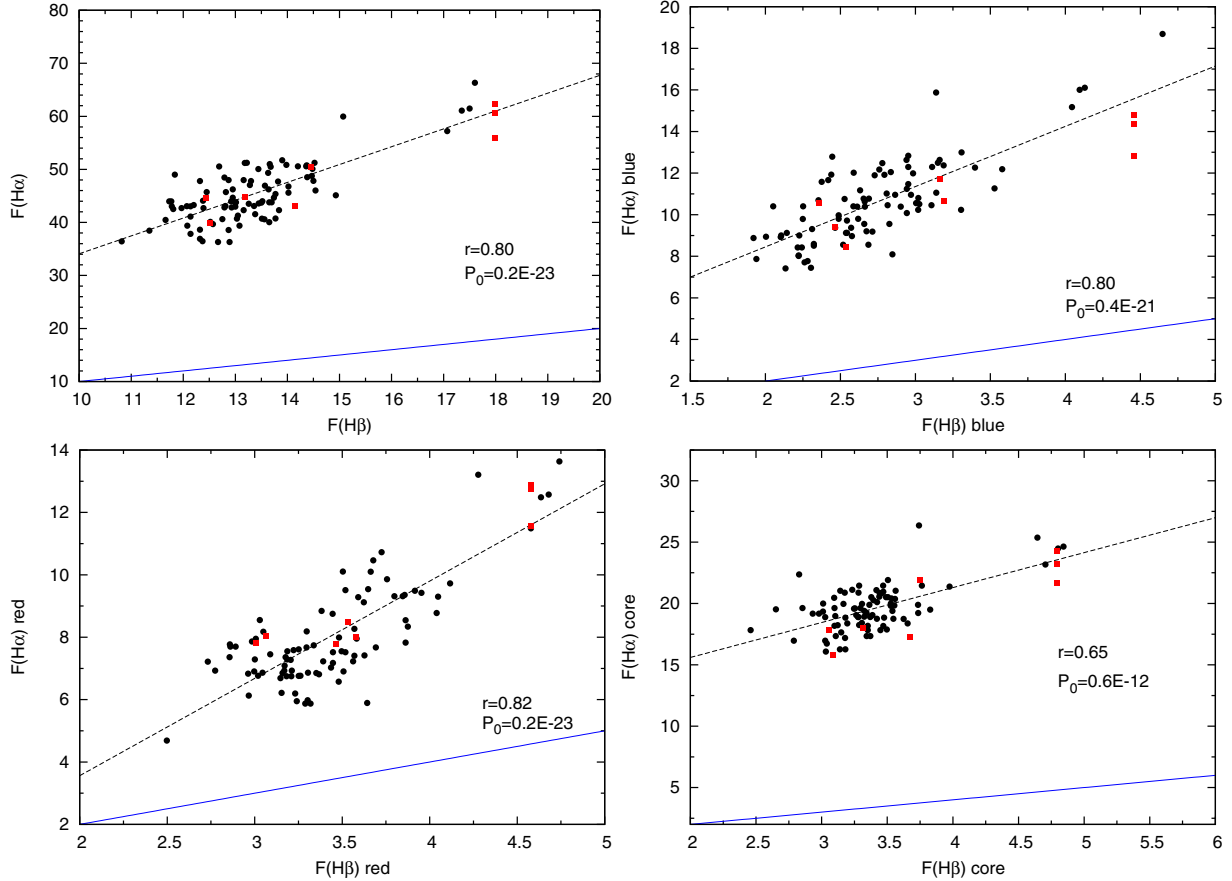 80
70
60
50
40
30
20
10
F(Hα)
r=0.80
P0=0.2E-23
10 11 12 13 14 15 16 17 18 19 20
F(Hβ)
20
18
16
14
12
10
8
6
4
2
F(Hα) blue
r=0.80
P0=0.4E-21
1.5 2 2.5 3 3.5 4 4.5 5
F(Hβ) blue
14
12
10
8
6
4
2
F(Hα) red
r=0.82
P0=0.2E-23
2 2.5 3 3.5 4 4.5 5
F(Hβ) red
30
25
20
15
10
5
F(Hα) core
r=0.65
P0=0.6E-12
2 2.5 3 3.5 4 4.5 5 5.5 6
F(Hβ) core